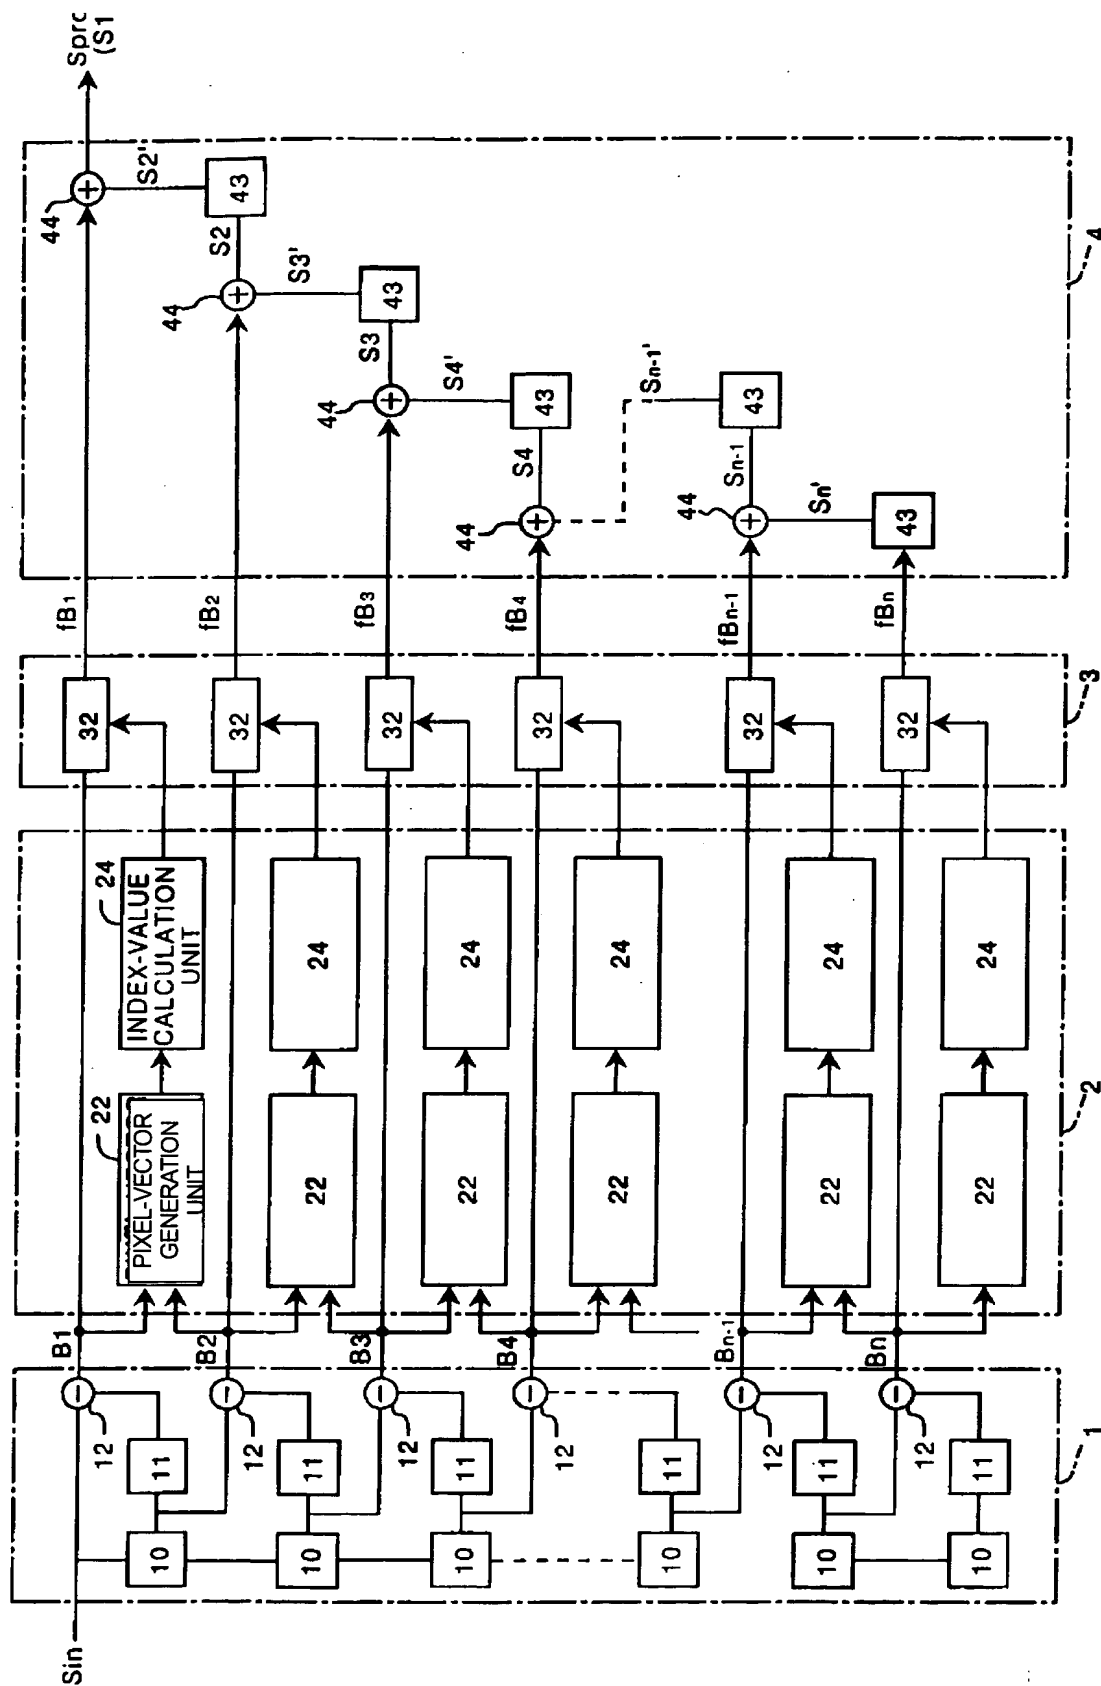 Sin
10
10
10
10
10
10
11
11
11
11
11
11
12
12
12
12
12
12
1
B1
B2
B3
B4
Bn-1
Bn
22
PIXEL-VECTOR
GENERATION
UNIT
22
22
22
22
22
24
INDEX-VALUE
CALCULATION
UNIT
24
24
24
24
24
2
32
32
32
32
32
32
3
fB1
fB2
fB3
fB4
fBn-1
fBn
44
+
S2'
43
S2
44
+
S3'
43
S3
44
+
S4'
43
S4
44
+
Sn-1'
43
Sn-1
44
+
Sn'
43
4
Sprc
(S1